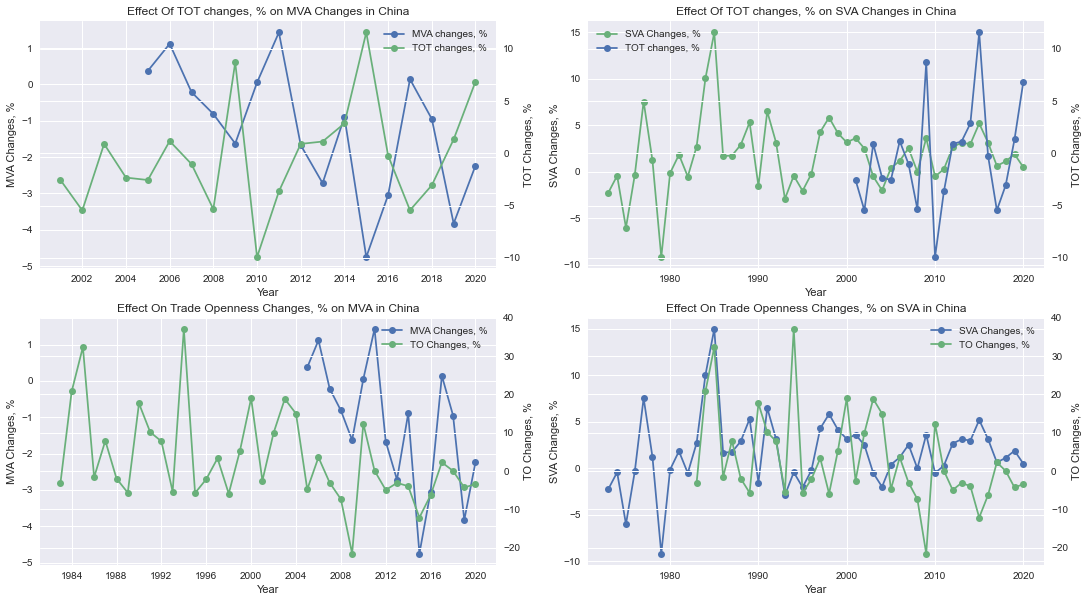 Effect Of TOT changes, % on MVA Changes in China
MVA changes, %
TOT changes, %
MVA Changes, %
1
0
−1
−2
−3
−4
−5
10
5
0
−5
−10
TOT Changes, %
2002 2004 2006 2008 2010 2012 2014 2016 2018 2020
Year
Effect Of TOT changes, % on SVA Changes in China
SVA Changes, %
TOT changes, %
SVA Changes, %
15
10
5
0
−5
−10
10
5
0
−5
−10
TOT Changes, %
1980 1990 2000 2010 2020
Year
Effect On Trade Openness Changes, % on MVA in China
MVA Changes, %
TO Changes, %
MVA Changes, %
1
0
−1
−2
−3
−4
−5
40
30
20
10
0
−10
−20
TO Changes, %
1984 1988 1992 1996 2000 2004 2008 2012 2016 2020
Year
Effect On Trade Openness Changes, % on SVA in China
SVA Changes, %
TO Changes, %
SVA Changes, %
15
10
5
0
−5
−10
40
30
20
10
0
−10
−20
TO Changes, %
1980 1990 2000 2010 2020
Year